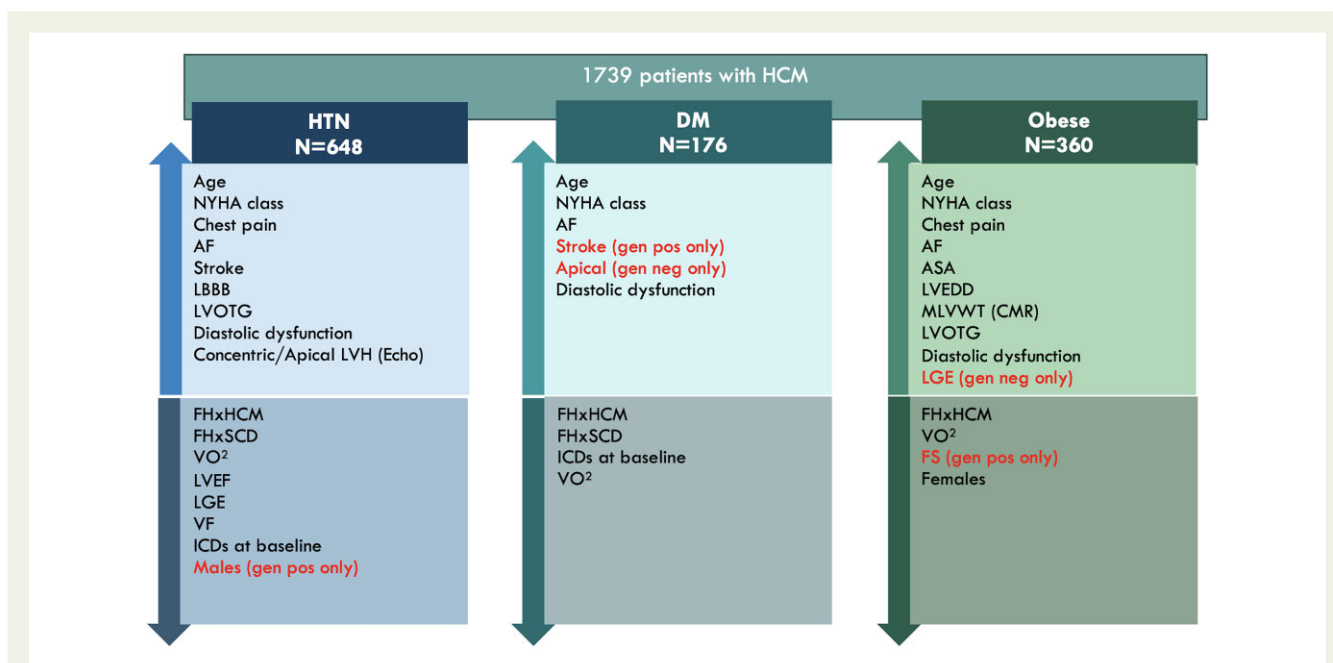 1739 patients with HCM
HTN
N=648
Age
NYHA class
Chest pain
AF
Stroke
LBBB
LVOTG
Diastolic dysfunction
Concentric/Apical LVH (Echo)
FHxHCM
FHxSCD
VO²
LVEF
LGE
VF
ICDs at baseline
Males (gen pos only)
DM
N=176
Age
NYHA class
AF
Stroke (gen pos only)
Apical (gen neg only)
Diastolic dysfunction
FHxHCM
FHxSCD
ICDs at baseline
VO²
Obese
N=360
Age
NYHA class
Chest pain
AF
ASA
LVEDD
MLVWT (CMR)
LVOTG
Diastolic dysfunction
LGE (gen neg only)
FHxHCM
VO²
FS (gen pos only)
Females